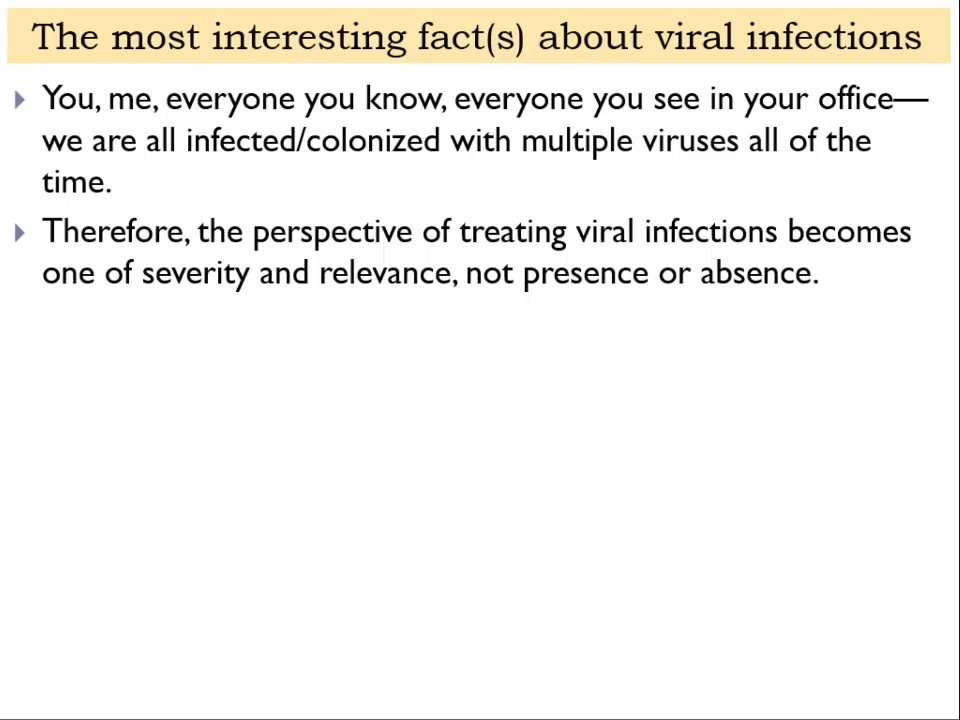 The most interesting fact(s) about viral infections
You, me, everyone you know, everyone you see in your office—
we are all infected/colonized with multiple viruses all of the
time.
Therefore, the perspective of treating viral infections becomes
one of severity and relevance, not presence or absence.